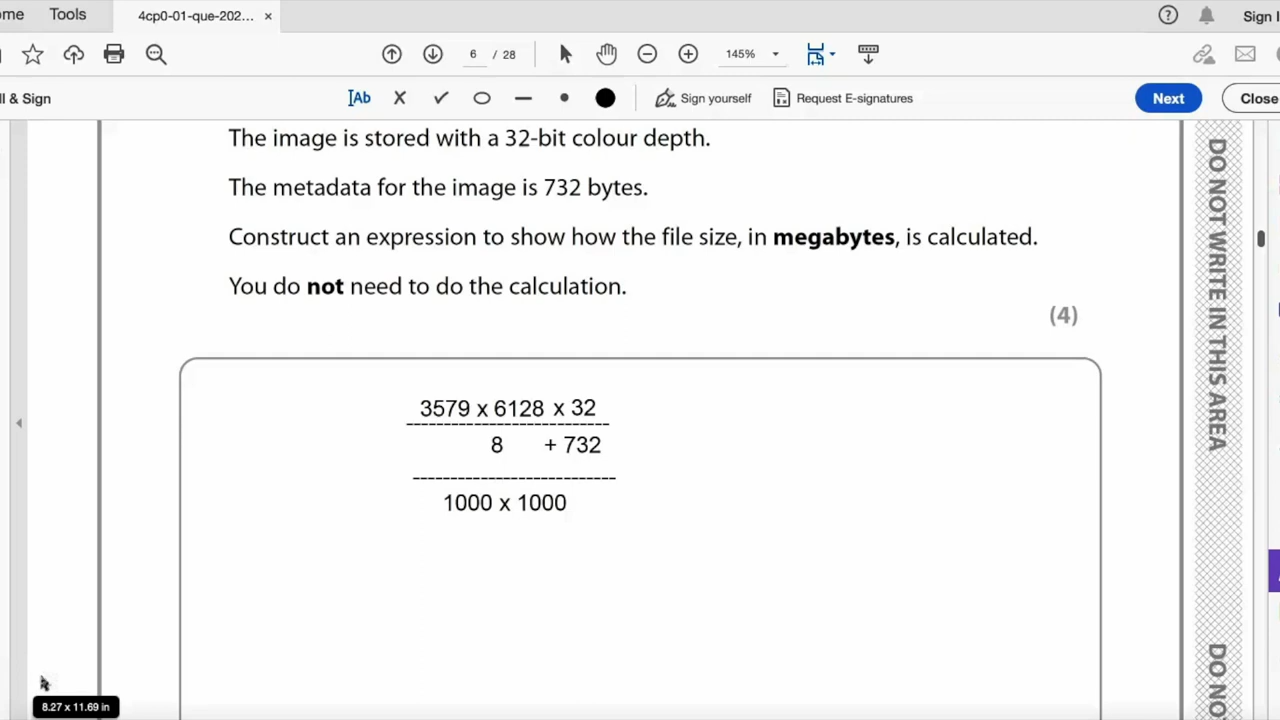 ome Tools 4cp0-01-que-202... × Sign I
6 / 28 145%
ll & Sign Ab Sign yourself Request E-signatures Next Close
The image is stored with a 32-bit colour depth.
The metadata for the image is 732 bytes.
Construct an expression to show how the file size, in megabytes, is calculated.
You do not need to do the calculation.
(4)
3579 x 6128 x 32
---------------------------
8 + 732
---------------------------
1000 x 1000
DO NOT WRITE IN THIS AREA
DO NO
8.27 x 11.69 in